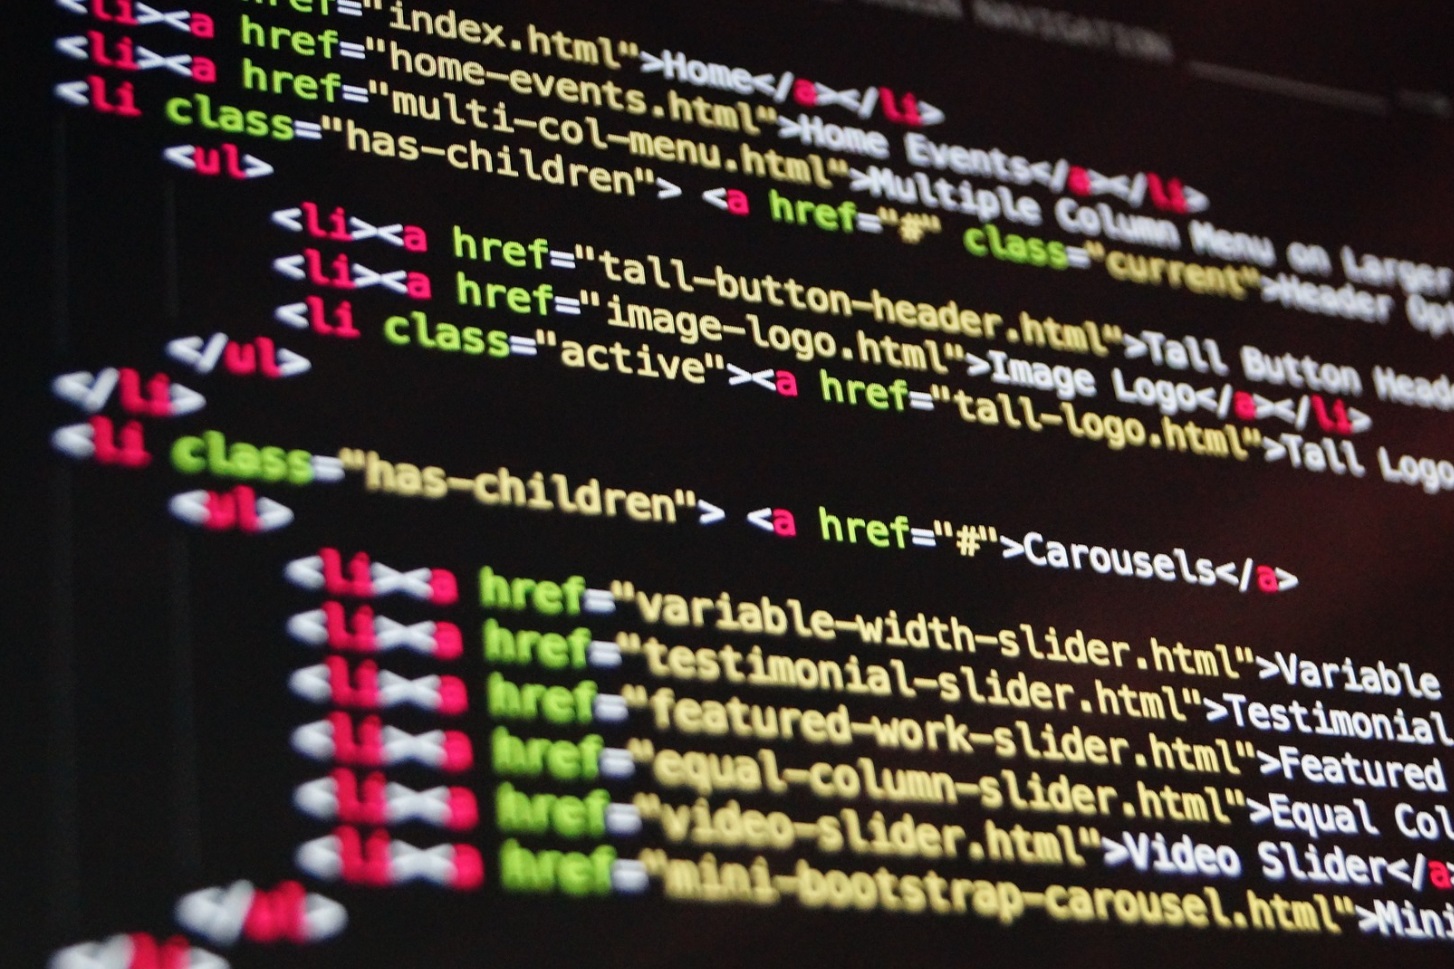 NAVIGATION
<li><a href="index.html">Home</a></li>
<li><a href="home-events.html">Home Events</a></li>
<li><a href="multi-col-menu.html">Multiple Column Menu on Larger
<li class="has-children"> <a href="#" class="current">Header Op
<ul>
<li><a href="tall-button-header.html">Tall Button Head
<li><a href="image-logo.html">Image Logo</a></li>
<li class="active"><a href="tall-logo.html">Tall Logo
</ul>
</li>
<li class="has-children"> <a href="#">Carousels</a>
<ul>
<li><a href="variable-width-slider.html">Variable
<li><a href="testimonial-slider.html">Testimonial
<li><a href="featured-work-slider.html">Featured
<li><a href="equal-column-slider.html">Equal Col
<li><a href="video-slider.html">Video Slider</a>
<li><a href="mini-bootstrap-carousel.html">Mini
</ul>
</li>